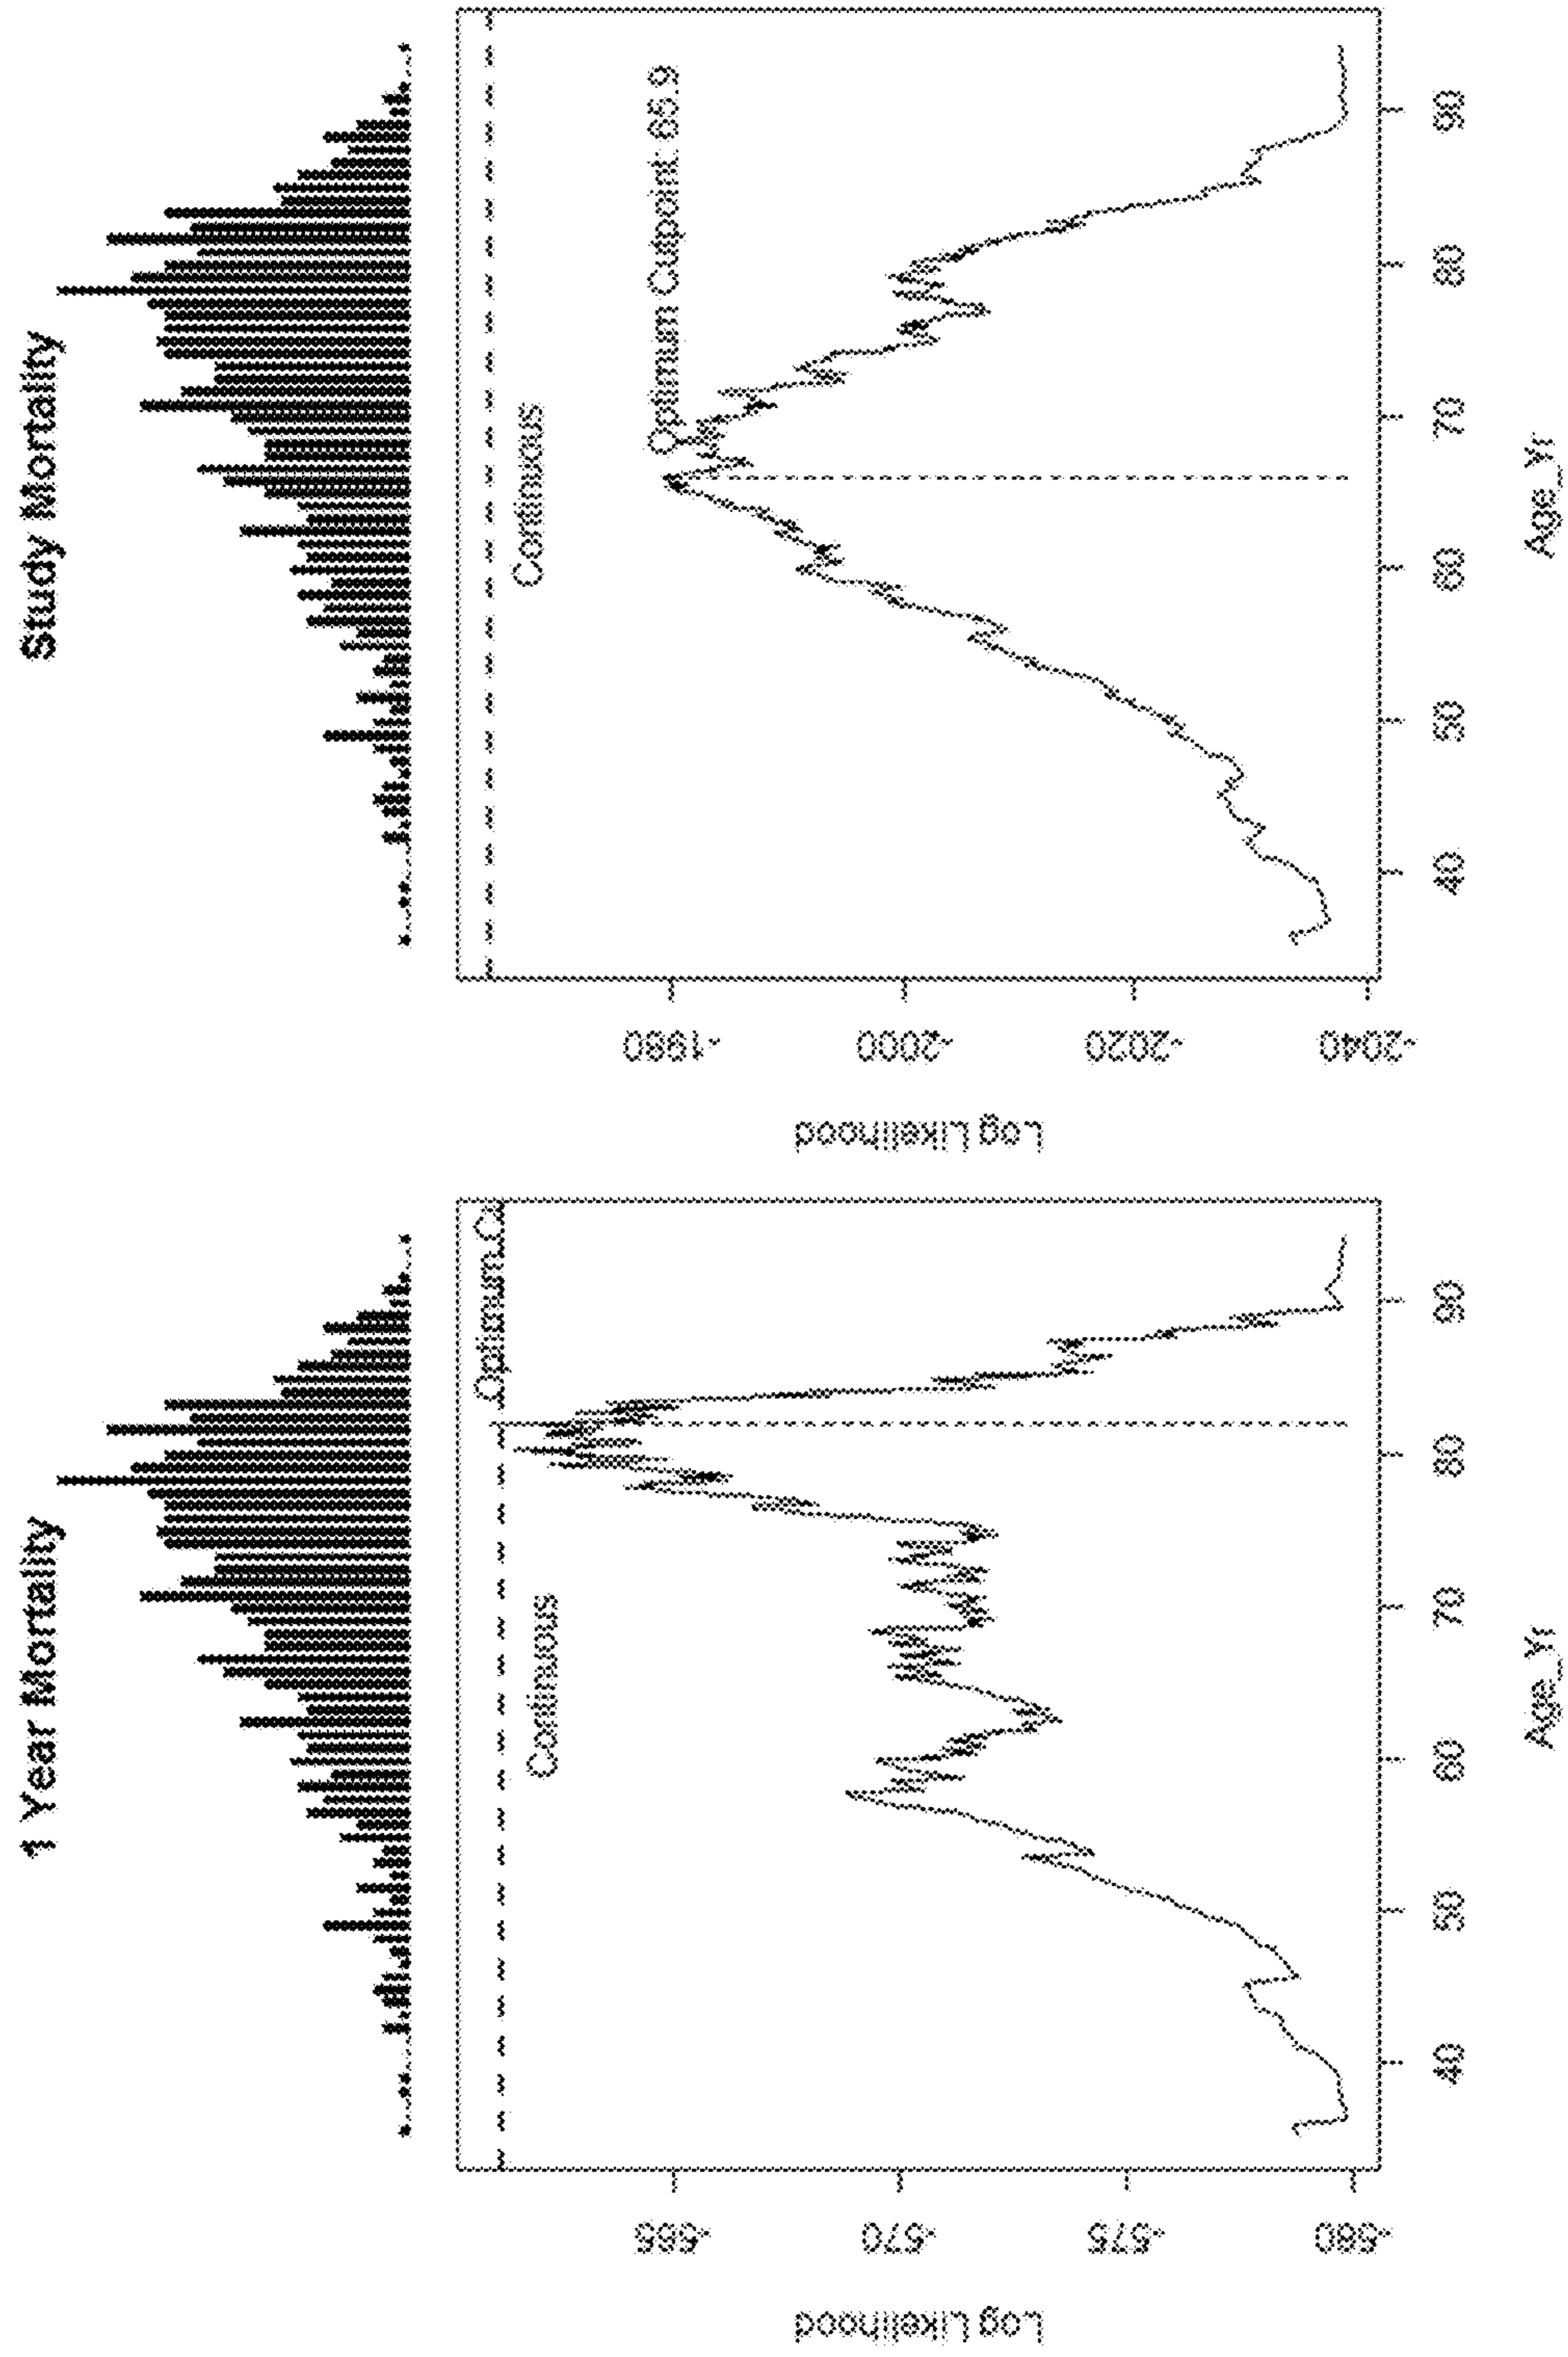 1 Year Mortality
Optimum Cu
Continuous
Log Likelihood
-565
-570
-575
-580
40
50
60
70
80
90
Age_Yr
Study Mortality
Continuous
Optimum Cutpoint: 65.9
Log Likelihood
-1980
-2000
-2020
-2040
40
50
60
70
80
90
Age_Yr